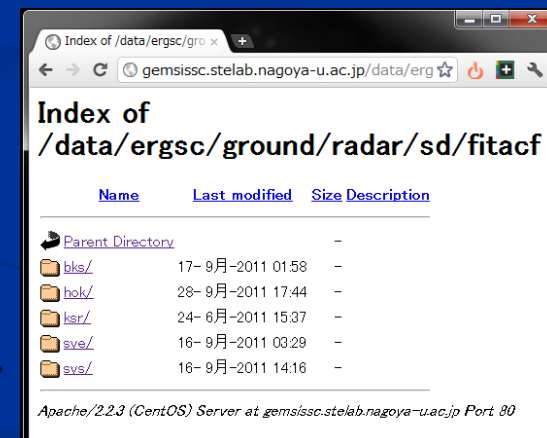 Index of /data/ergsc/gro
gemsissc.stelab.nagoya-u.ac.jp/data/erg
Index of
/data/ergsc/ground/radar/sd/fitacf
Name Last modified Size Description
Parent Directory -
bks/ 17- 9月-2011 01:58 -
hok/ 28- 9月-2011 17:44 -
ksr/ 24- 6月-2011 15:37 -
sve/ 16- 9月-2011 03:29 -
svs/ 16- 9月-2011 14:16 -
Apache/2.2.3 (CentOS) Server at gemsissc.stelab.nagoya-u.ac.jp Port 80